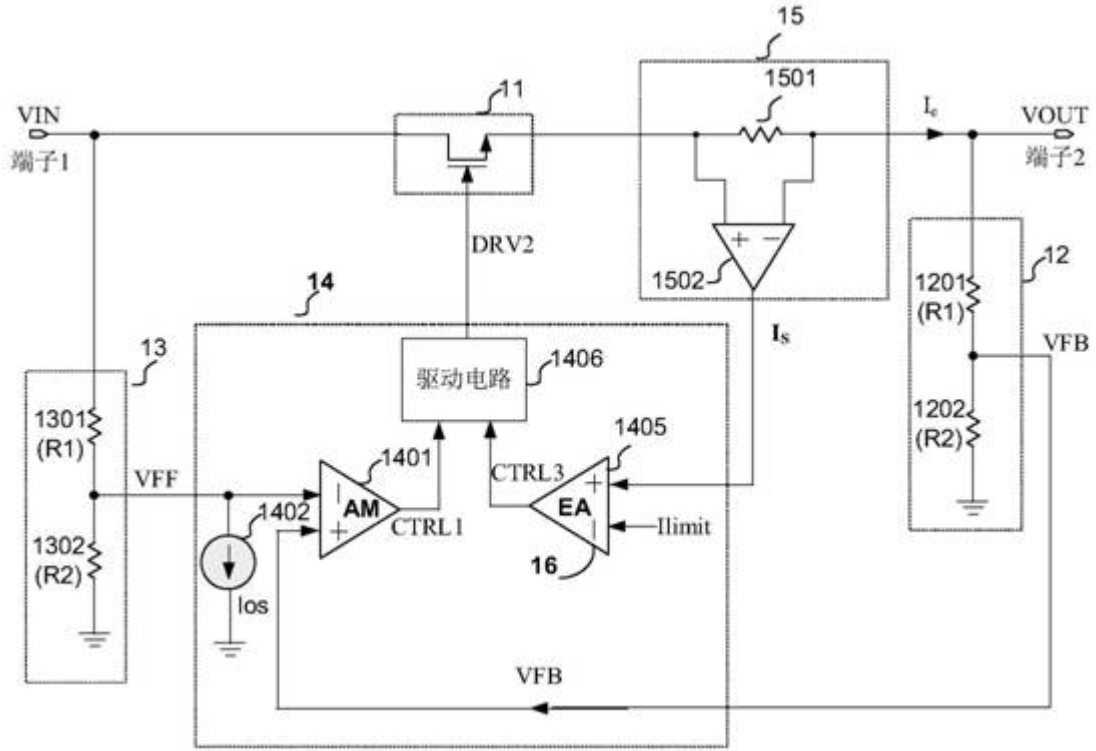 15
1501
11
VIN
端子1
Ic
VOUT
端子2
+ −
1502
DRV2
12
1201
(R1)
VFB
1202
(R2)
14
Is
13
1301
(R1)
驱动电路
1406
1401
1405
CTRL3
VFF
1402
AM
−
+
CTRL1
EA
+
−
Ilimit
16
1302
(R2)
Ios
VFB